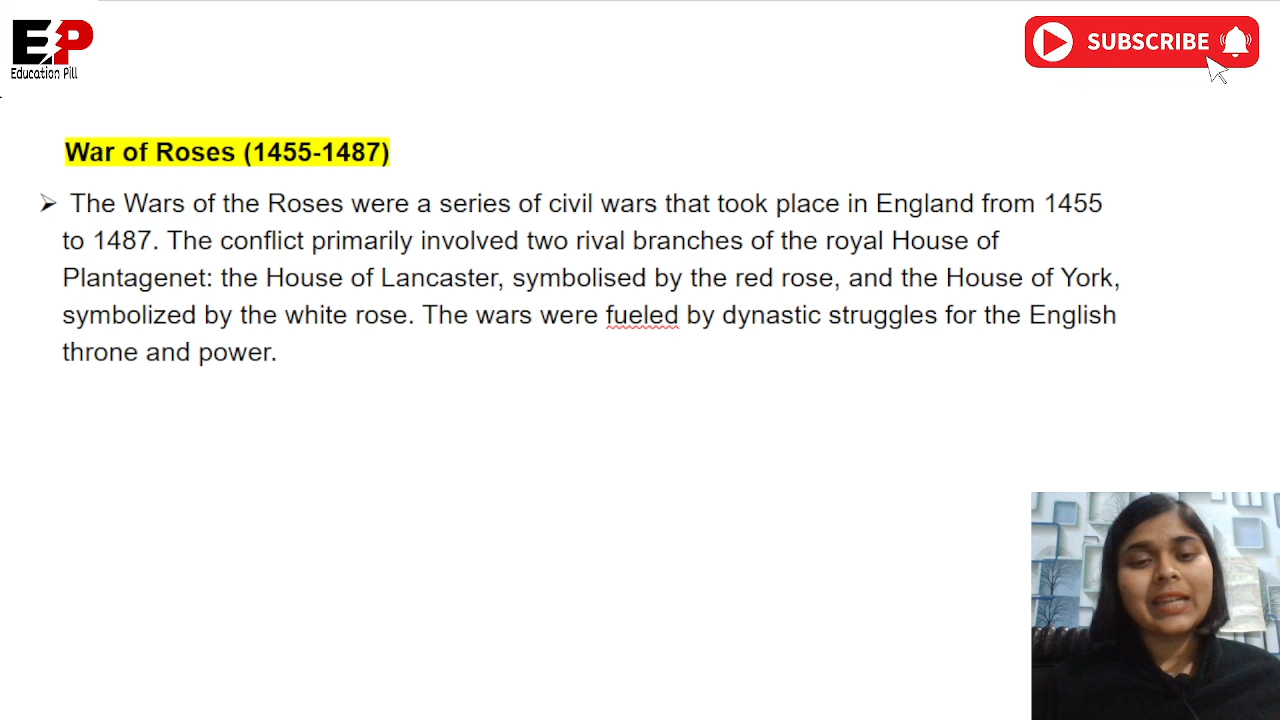 EP
Education Pill
SUBSCRIBE
War of Roses (1455-1487)
➢ The Wars of the Roses were a series of civil wars that took place in England from 1455
to 1487. The conflict primarily involved two rival branches of the royal House of
Plantagenet: the House of Lancaster, symbolised by the red rose, and the House of York,
symbolized by the white rose. The wars were fueled by dynastic struggles for the English
throne and power.